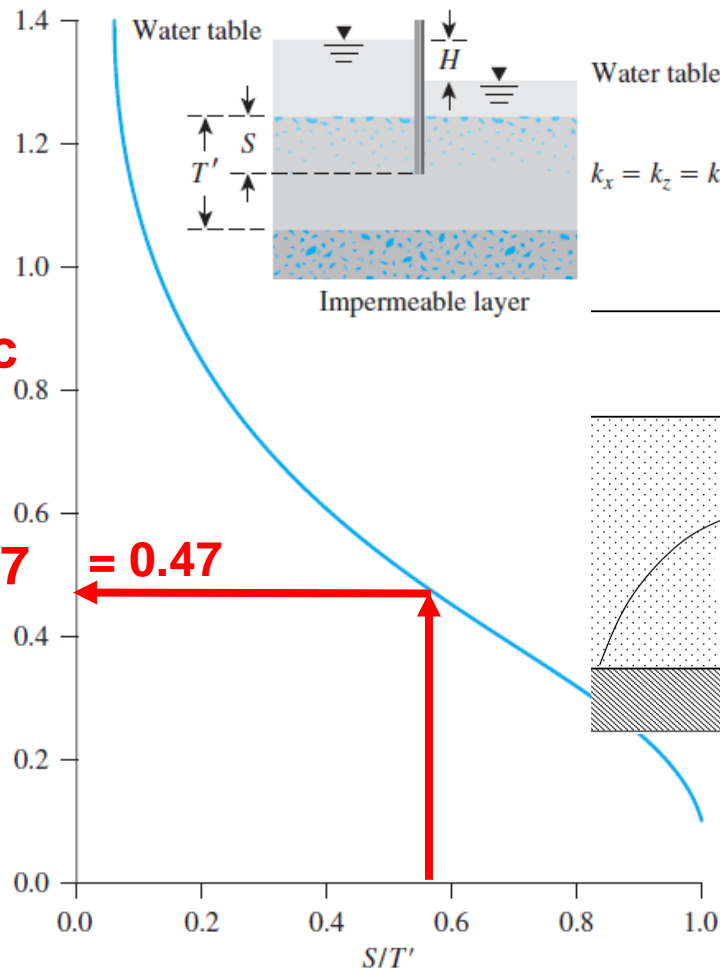 1.4
Water table
H
Water table
S
1.2
T′
kₓ = k_z = k
1.0
Impermeable layer
c
0.8
0.6
7 = 0.47
0.4
0.2
0.0
0.0 0.2 0.4 0.6 0.8 1.0
S/T′